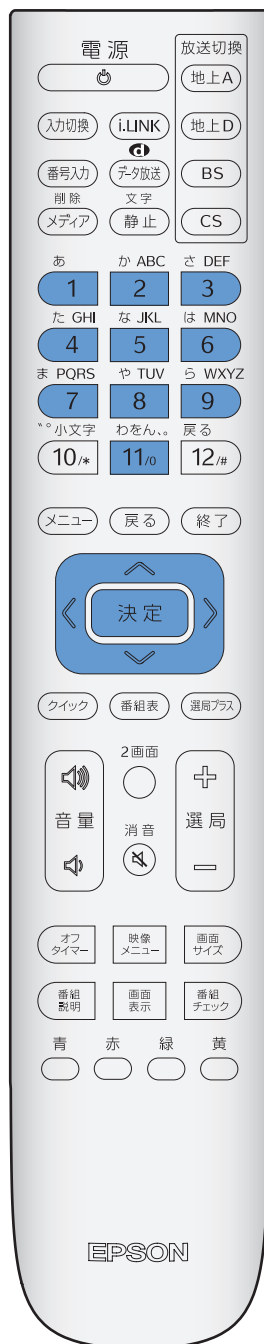 電源 放送切換
地上A
入力切換 i.LINK 地上D
d
番号入力 データ放送 BS
削除 文字
メディア 静止 CS
あ か ABC さ DEF
1 2 3
た GHI な JKL は MNO
4 5 6
ま PQRS や TUV ら WXYZ
7 8 9
゛゜小文字 わをん、。 戻る
10/* 11/0 12/#
メニュー 戻る 終了
決定
クイック 番組表 選局プラス
2画面
音量 消音 選局
オフ
タイマー
映像
メニュー
画面
サイズ
番組
説明
画面
表示
番組
チェック
青 赤 緑 黄
EPSON